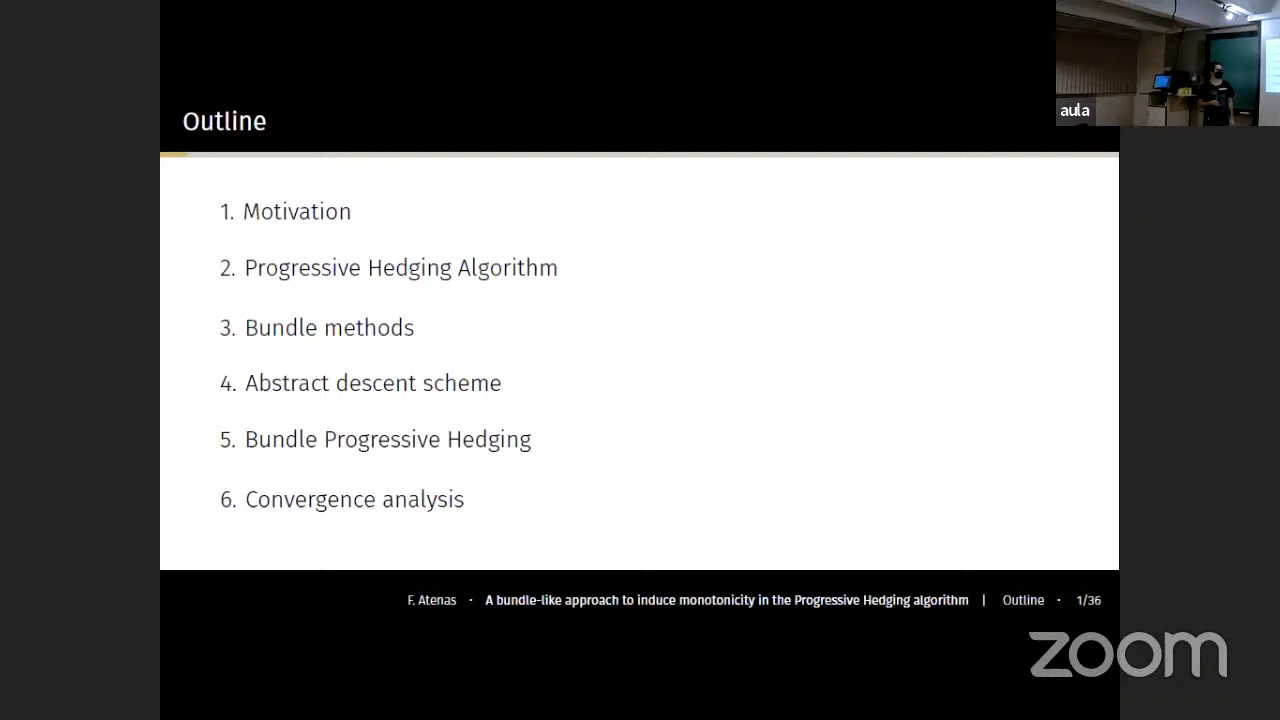 aula
Outline
1. Motivation
2. Progressive Hedging Algorithm
3. Bundle methods
4. Abstract descent scheme
5. Bundle Progressive Hedging
6. Convergence analysis
F. Atenas · A bundle-like approach to induce monotonicity in the Progressive Hedging algorithm | Outline · 1/36
zoom